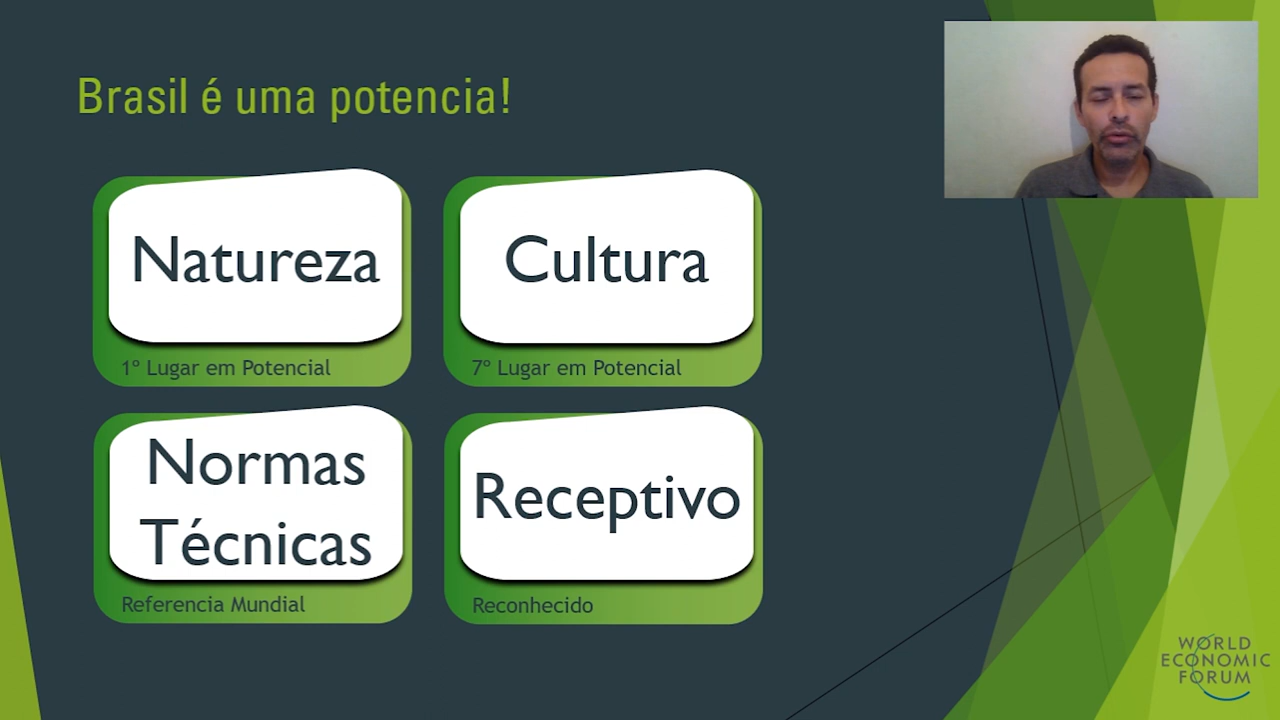 Brasil é uma potencia!
Natureza
1º Lugar em Potencial
Cultura
7º Lugar em Potencial
Normas
Técnicas
Referencia Mundial
Receptivo
Reconhecido
WORLD
ECONOMIC
FORUM